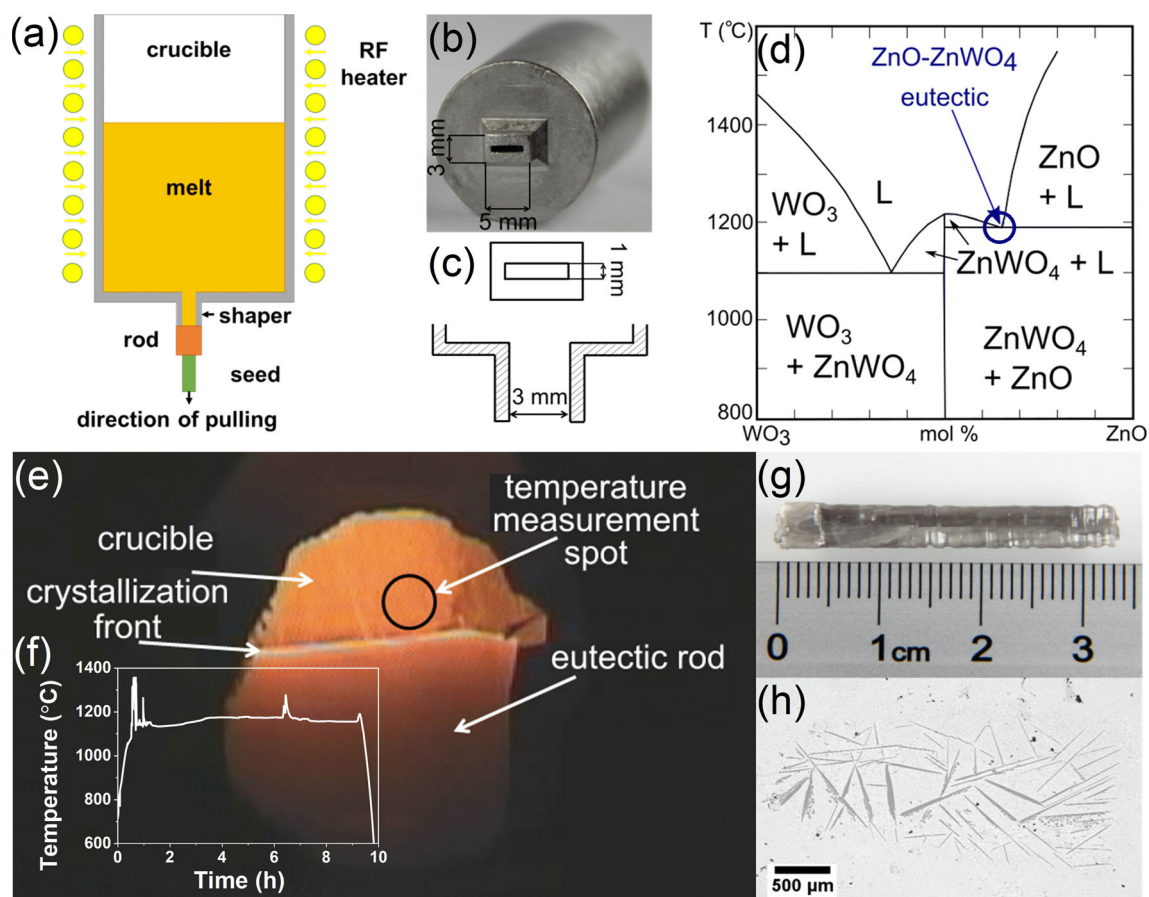 (a)
crucible
RF
heater
melt
shaper
rod
seed
direction of pulling
(b)
3 mm
5 mm
(c)
1 mm
3 mm
(d)
T (°C)
ZnO-ZnWO₄
eutectic
1400
1200
1000
800
L
ZnO
+ L
WO₃
+ L
ZnWO₄ + L
WO₃
+ ZnWO₄
ZnWO₄
+ ZnO
WO₃
mol %
ZnO
(e)
crucible
crystallization
front
temperature
measurement
spot
eutectic rod
(f)
Temperature (°C)
1400
1200
1000
800
600
0
2
4
6
8
10
Time (h)
(g)
0
1cm
2
3
(h)
500 µm